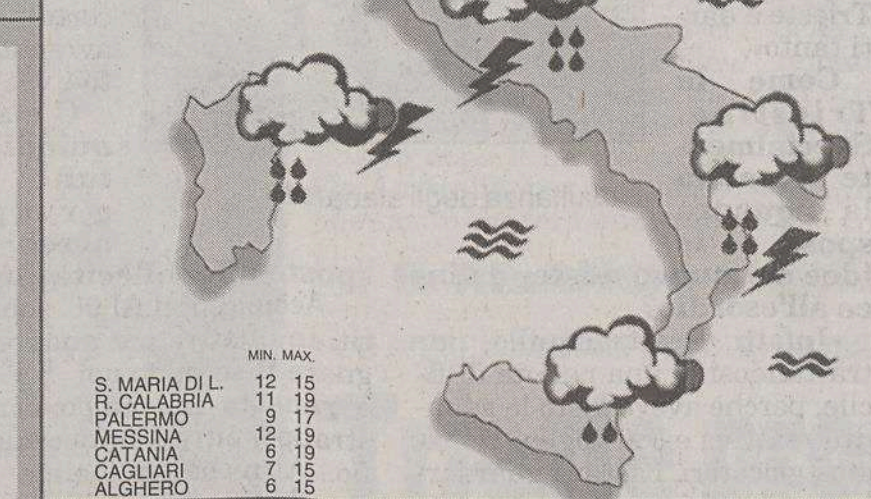 MIN. MAX.
S. MARIA DI L. 12 15
R. CALABRIA 11 19
PALERMO 9 17
MESSINA 12 19
CATANIA 6 19
CAGLIARI 7 15
ALGHERO 6 15